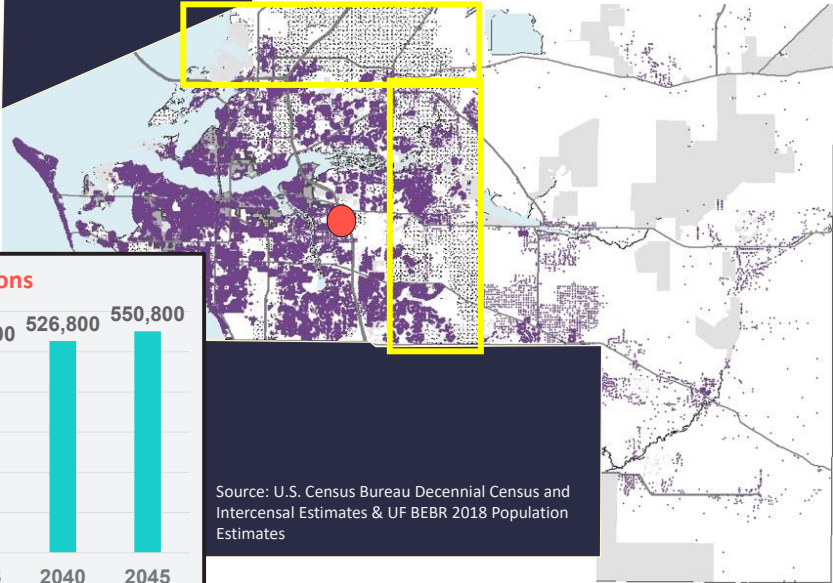 ons
00 526,800 550,800
2040 2045
Source: U.S. Census Bureau Decennial Census and
Intercensal Estimates & UF BEBR 2018 Population
Estimates